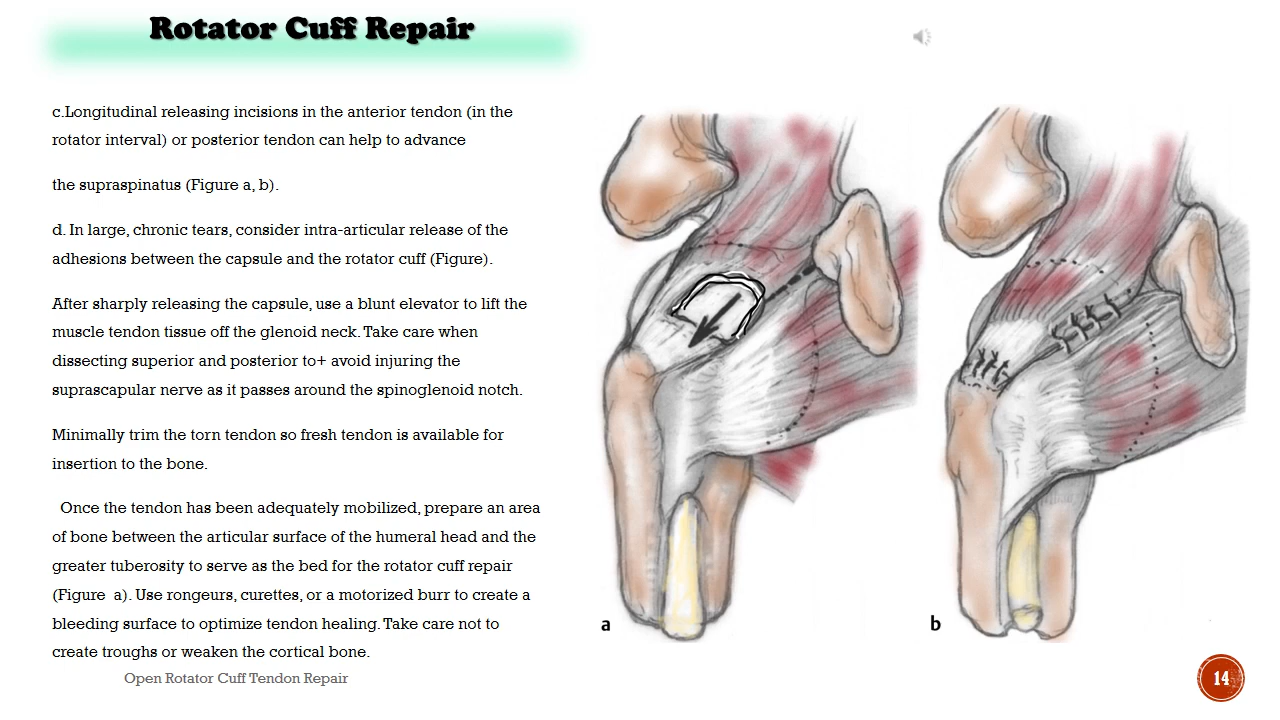 Rotator Cuff Repair
c.Longitudinal releasing incisions in the anterior tendon (in the
rotator interval) or posterior tendon can help to advance
the supraspinatus (Figure a, b).
d. In large, chronic tears, consider intra-articular release of the
adhesions between the capsule and the rotator cuff (Figure).
After sharply releasing the capsule, use a blunt elevator to lift the
muscle tendon tissue off the glenoid neck. Take care when
dissecting superior and posterior to+ avoid injuring the
suprascapular nerve as it passes around the spinoglenoid notch.
Minimally trim the torn tendon so fresh tendon is available for
insertion to the bone.
Once the tendon has been adequately mobilized, prepare an area
of bone between the articular surface of the humeral head and the
greater tuberosity to serve as the bed for the rotator cuff repair
(Figure  a). Use rongeurs, curettes, or a motorized burr to create a
bleeding surface to optimize tendon healing. Take care not to
create troughs or weaken the cortical bone.
Open Rotator Cuff Tendon Repair
a
b
14